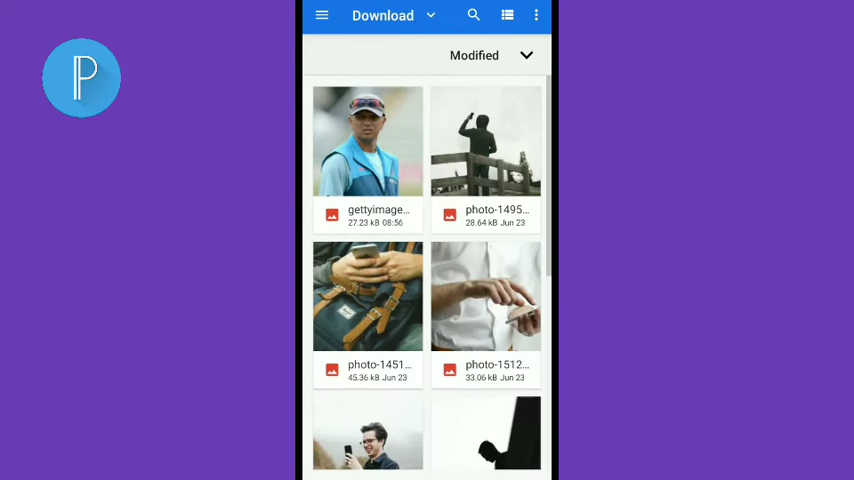 Download
Modified
gettyimage...
27.23 kB 08:56
photo-1495...
28.64 kB Jun 23
photo-1451...
45.36 kB Jun 23
photo-1512...
33.06 kB Jun 23